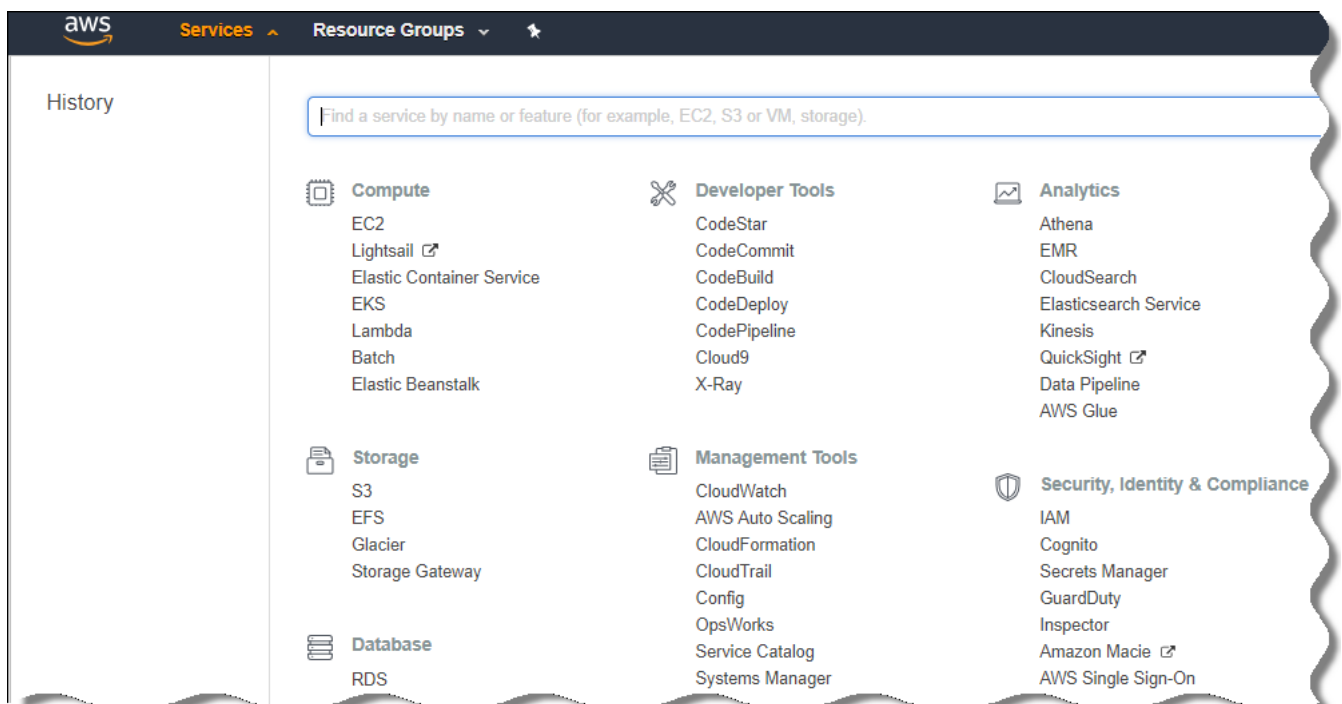 aws Services Resource Groups
History
Find a service by name or feature (for example, EC2, S3 or VM, storage).
Compute
EC2
Lightsail
Elastic Container Service
EKS
Lambda
Batch
Elastic Beanstalk
Storage
S3
EFS
Glacier
Storage Gateway
Database
RDS
Developer Tools
CodeStar
CodeCommit
CodeBuild
CodeDeploy
CodePipeline
Cloud9
X-Ray
Management Tools
CloudWatch
AWS Auto Scaling
CloudFormation
CloudTrail
Config
OpsWorks
Service Catalog
Systems Manager
Analytics
Athena
EMR
CloudSearch
Elasticsearch Service
Kinesis
QuickSight
Data Pipeline
AWS Glue
Security, Identity & Compliance
IAM
Cognito
Secrets Manager
GuardDuty
Inspector
Amazon Macie
AWS Single Sign-On